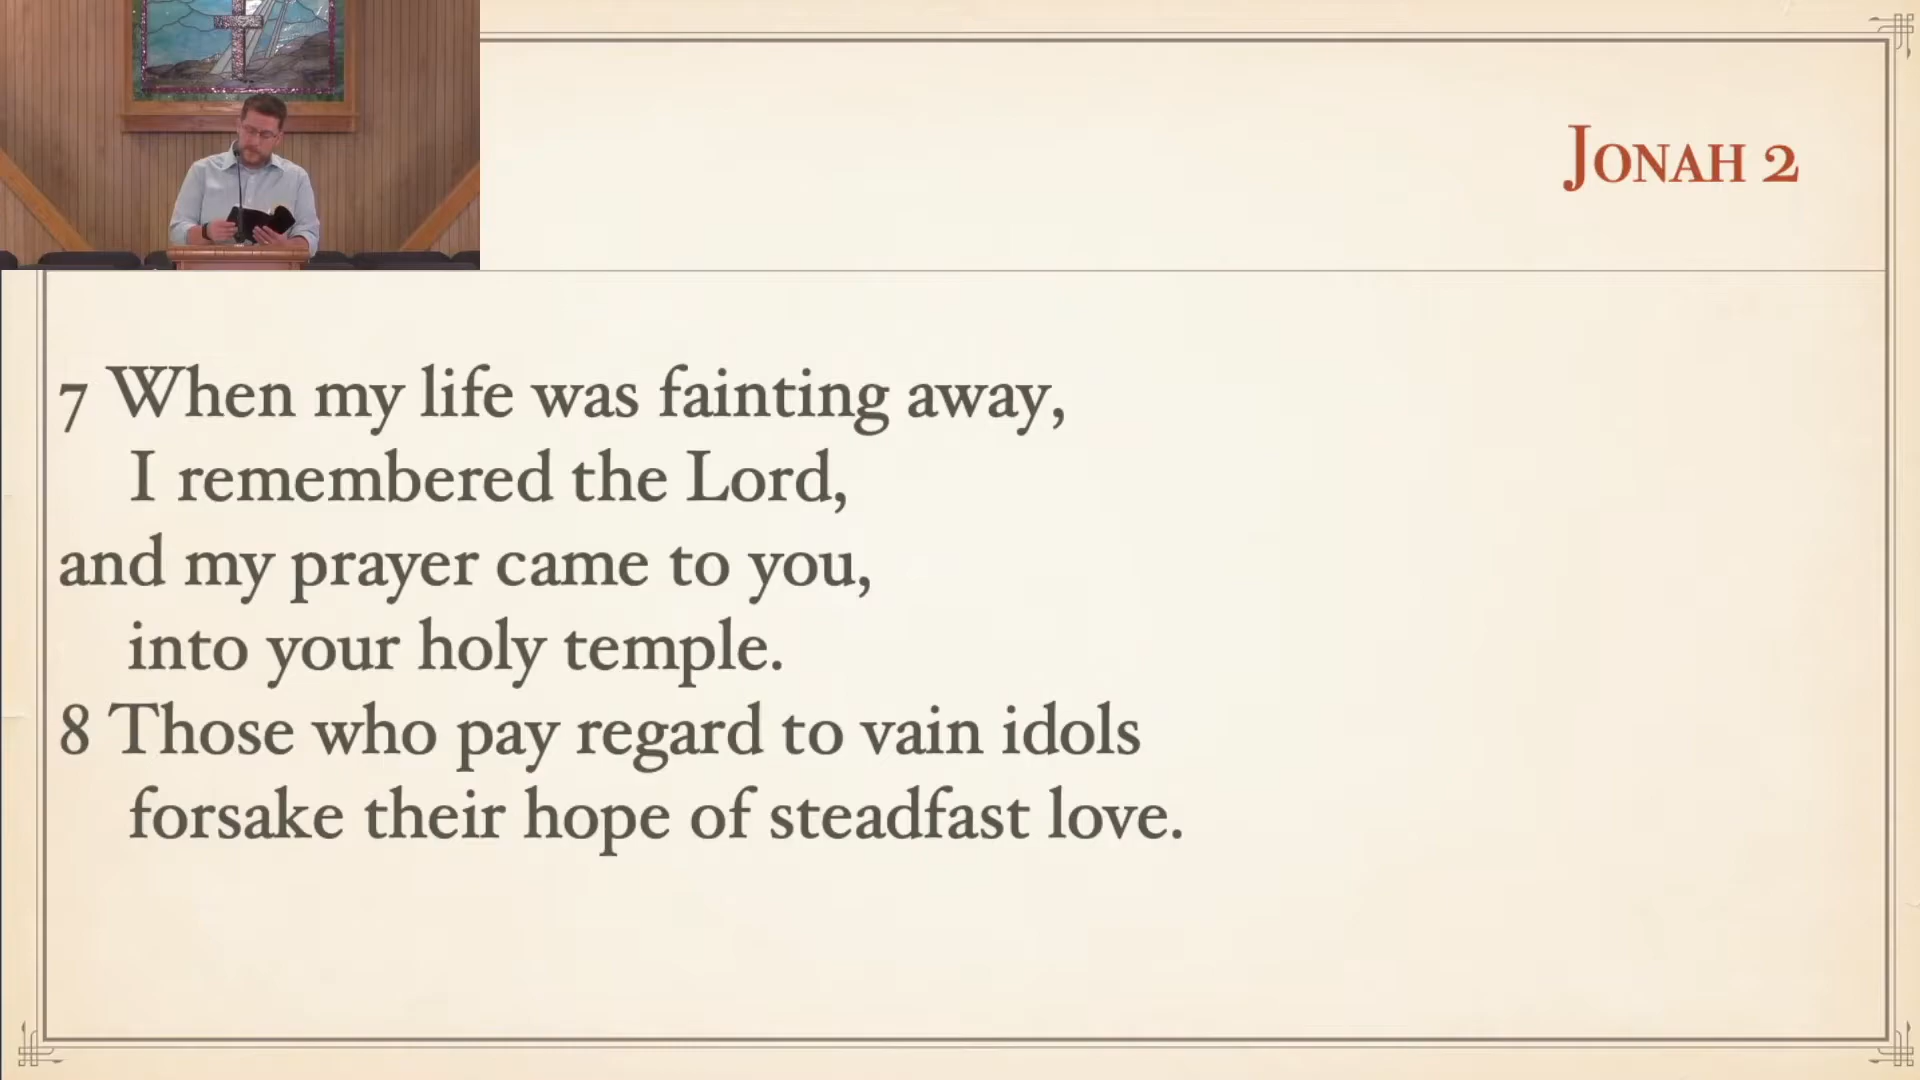 Jonah 2
7 When my life was fainting away,
I remembered the Lord,
and my prayer came to you,
into your holy temple.
8 Those who pay regard to vain idols
forsake their hope of steadfast love.